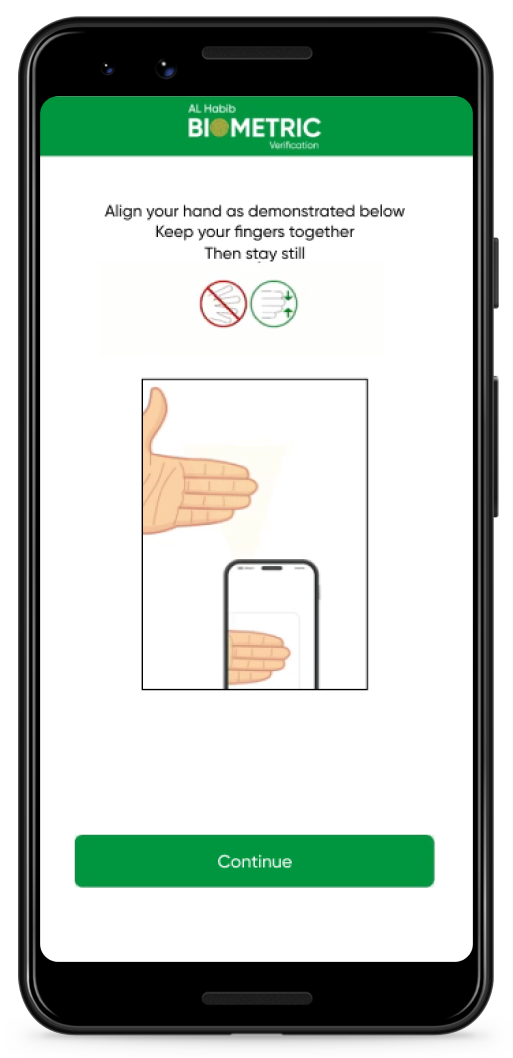 AL Habib
BIOMETRIC
Verification
Align your hand as demonstrated below
Keep your fingers together
Then stay still
Continue